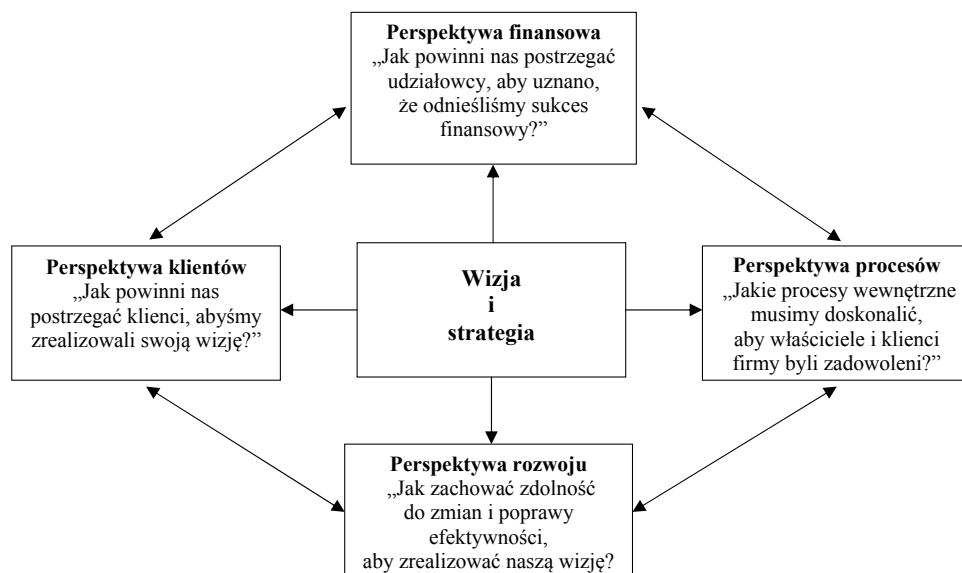 Perspektywa finansowa
„Jak powinni nas postrzegać
udziałowcy, aby uznano,
że odnieśliśmy sukces
finansowy?”
Perspektywa klientów
„Jak powinni nas
postrzegać klienci, abyśmy
zrealizowali swoją wizję?”
Wizja
i
strategia
Perspektywa procesów
„Jakie procesy wewnętrzne
musimy doskonalić,
aby właściciele i klienci
firmy byli zadowoleni?”
Perspektywa rozwoju
„Jak zachować zdolność
do zmian i poprawy
efektywności,
aby zrealizować naszą wizję?